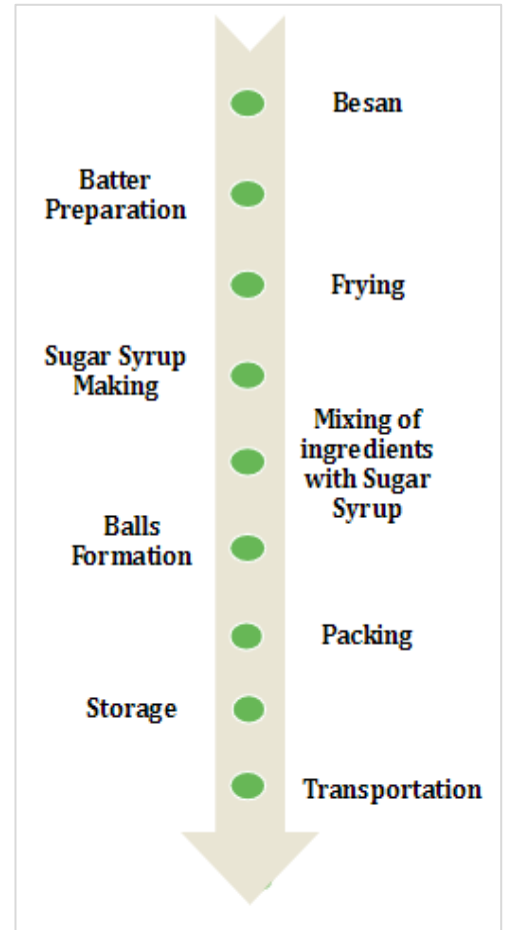 Besan
Batter
Preparation
Frying
Sugar Syrup
Making
Mixing of
ingredients
with Sugar
Syrup
Balls
Formation
Packing
Storage
Transportation